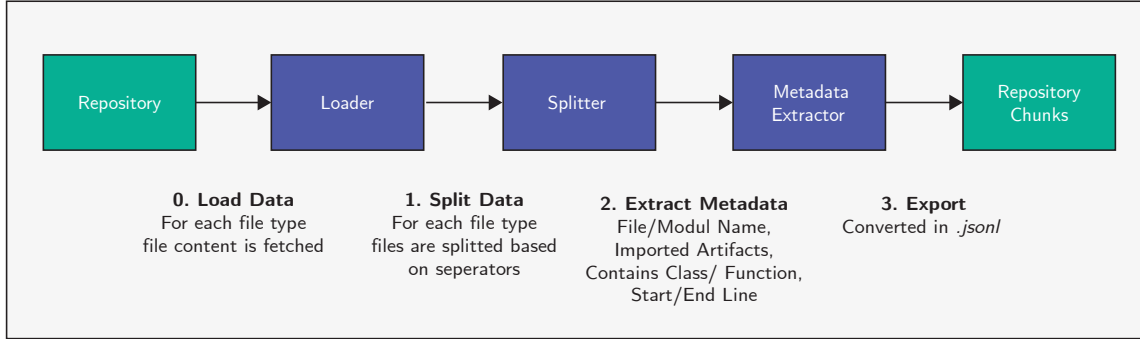 Repository
Loader
Splitter
Metadata
Extractor
Repository
Chunks
0. Load Data
For each file type
file content is fetched
1. Split Data
For each file type
files are splitted based
on seperators
2. Extract Metadata
File/Modul Name,
Imported Artifacts,
Contains Class/ Function,
Start/End Line
3. Export
Converted in .jsonl